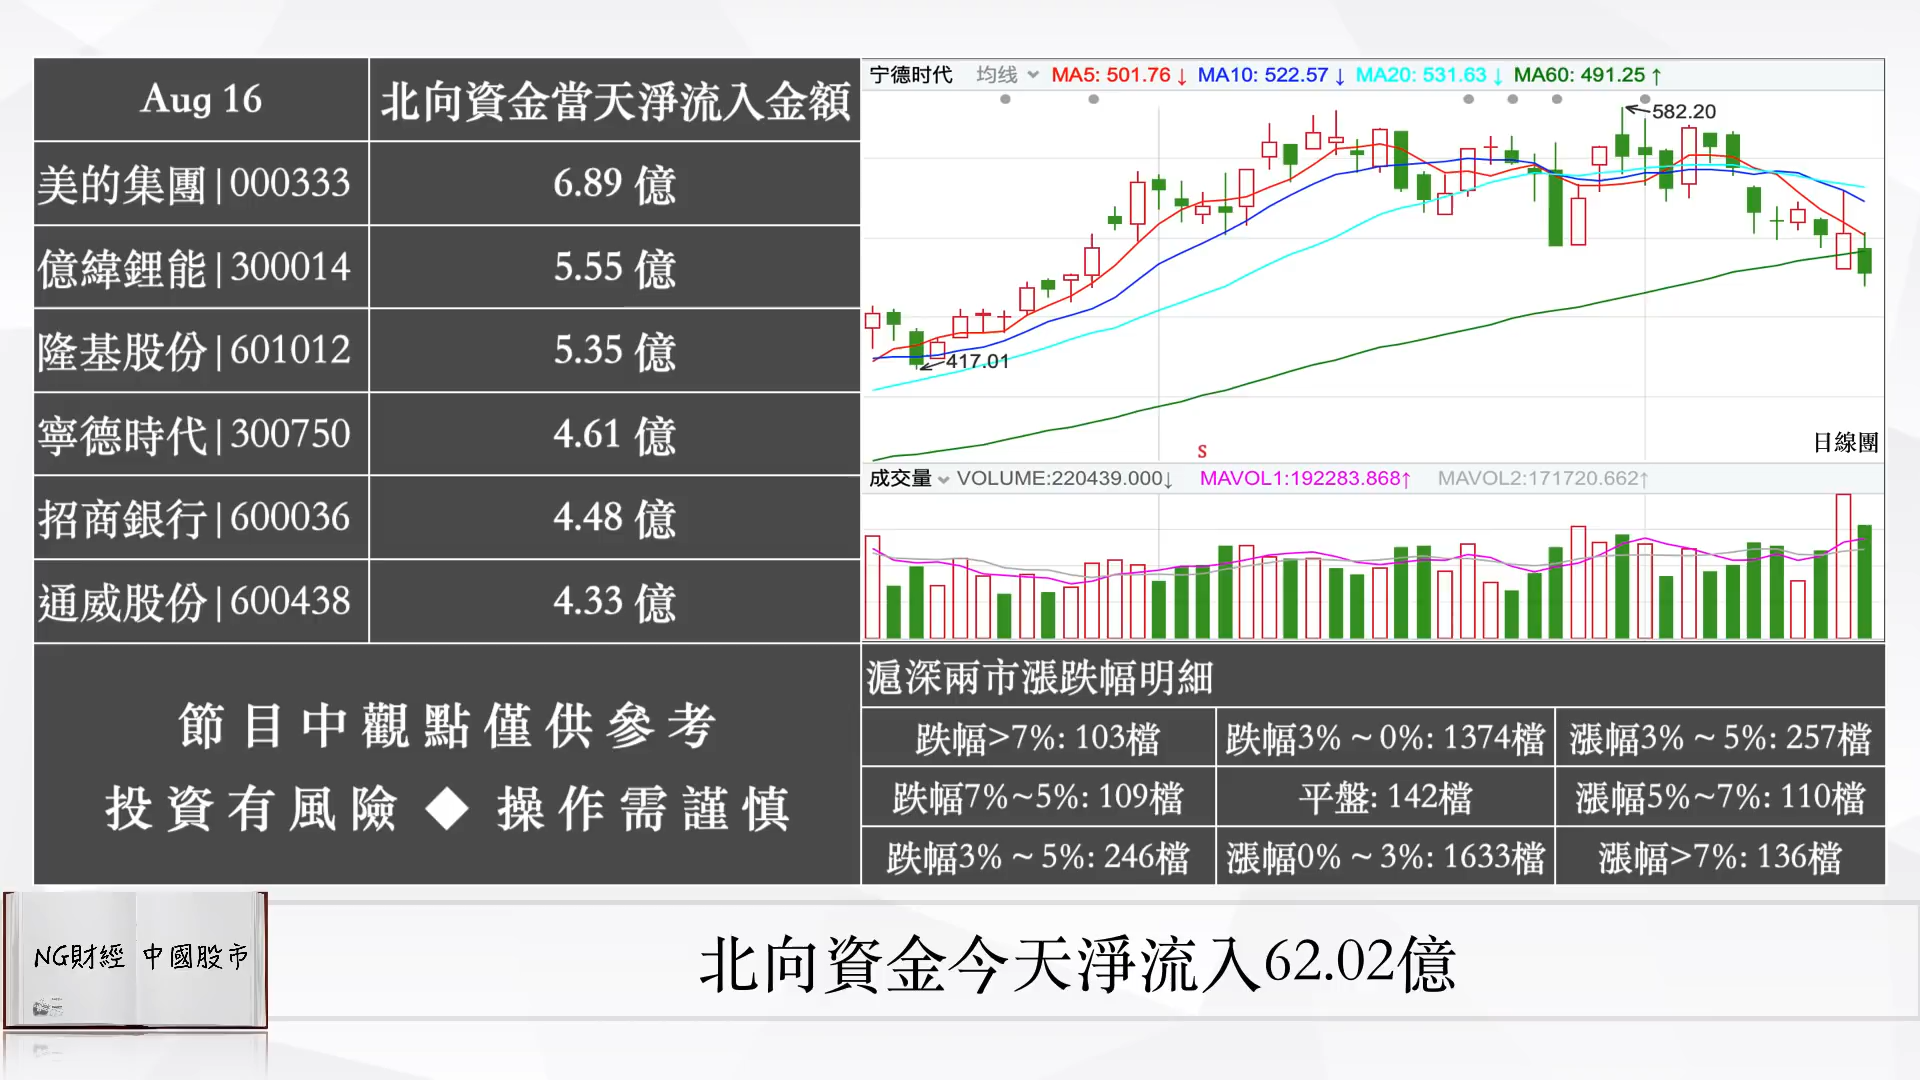 Aug 16 北向資金當天淨流入金額
美的集團|000333 6.89 億
億緯鋰能|300014 5.55 億
隆基股份|601012 5.35 億
寧德時代|300750 4.61 億
招商銀行|600036 4.48 億
通威股份|600438 4.33 億
節目中觀點僅供參考
投資有風險 ◆ 操作需謹慎
宁德时代 均线 MA5: 501.76↓ MA10: 522.57↓ MA20: 531.63↓ MA60: 491.25↑
582.20
417.01
S
日線圖
成交量 VOLUME:220439.000↓ MAVOL1:192283.868↑ MAVOL2:171720.662↑
滬深兩市漲跌幅明細
跌幅>7%: 103檔 跌幅3% ~ 0%: 1374檔 漲幅3% ~ 5%: 257檔
跌幅7%~5%: 109檔 平盤: 142檔 漲幅5%~7%: 110檔
跌幅3% ~ 5%: 246檔 漲幅0% ~ 3%: 1633檔 漲幅>7%: 136檔
NG財經 中國股市
北向資金今天淨流入62.02億